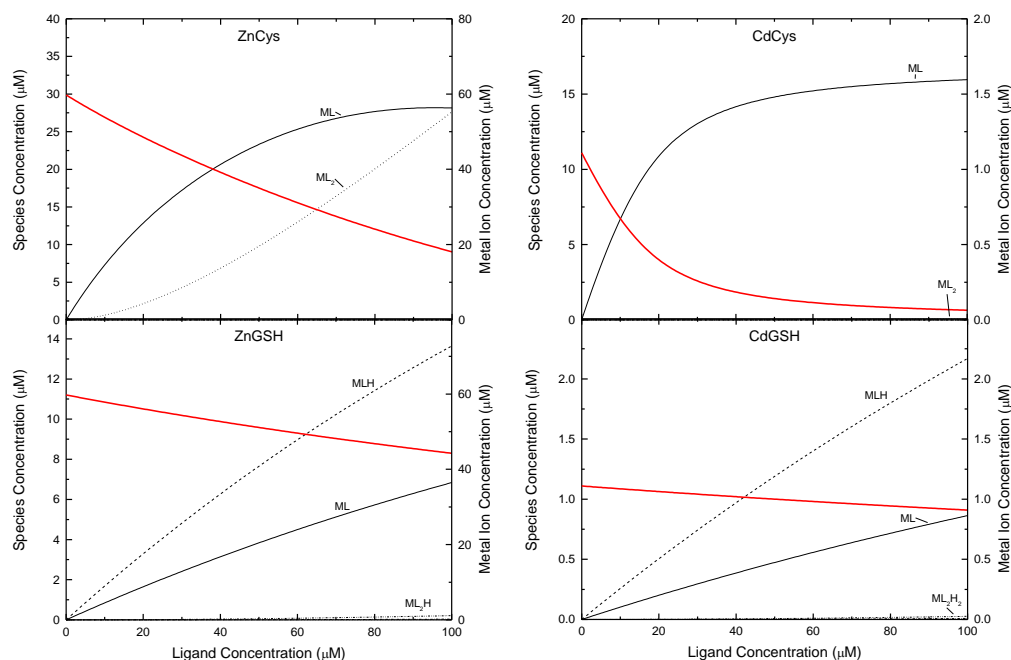 ZnCys
40
35
30
25
20
15
10
5
0
Species Concentration (μM)
80
60
40
20
0
Metal Ion Concentration (μM)
ML
ML₂
CdCys
20
15
10
5
0
Species Concentration (μM)
2.0
1.5
1.0
0.5
0.0
Metal Ion Concentration (μM)
ML
ML₂
ZnGSH
14
12
10
8
6
4
2
0
Species Concentration (μM)
60
40
20
0
Metal Ion Concentration (μM)
MLH
ML
ML₂H
0 20 40 60 80 100
Ligand Concentration (μM)
CdGSH
2.0
1.5
1.0
0.5
0.0
Species Concentration (μM)
2.0
1.5
1.0
0.5
0.0
Metal Ion Concentration (μM)
MLH
ML
ML₂H₂
0 20 40 60 80 100
Ligand Concentration (μM)